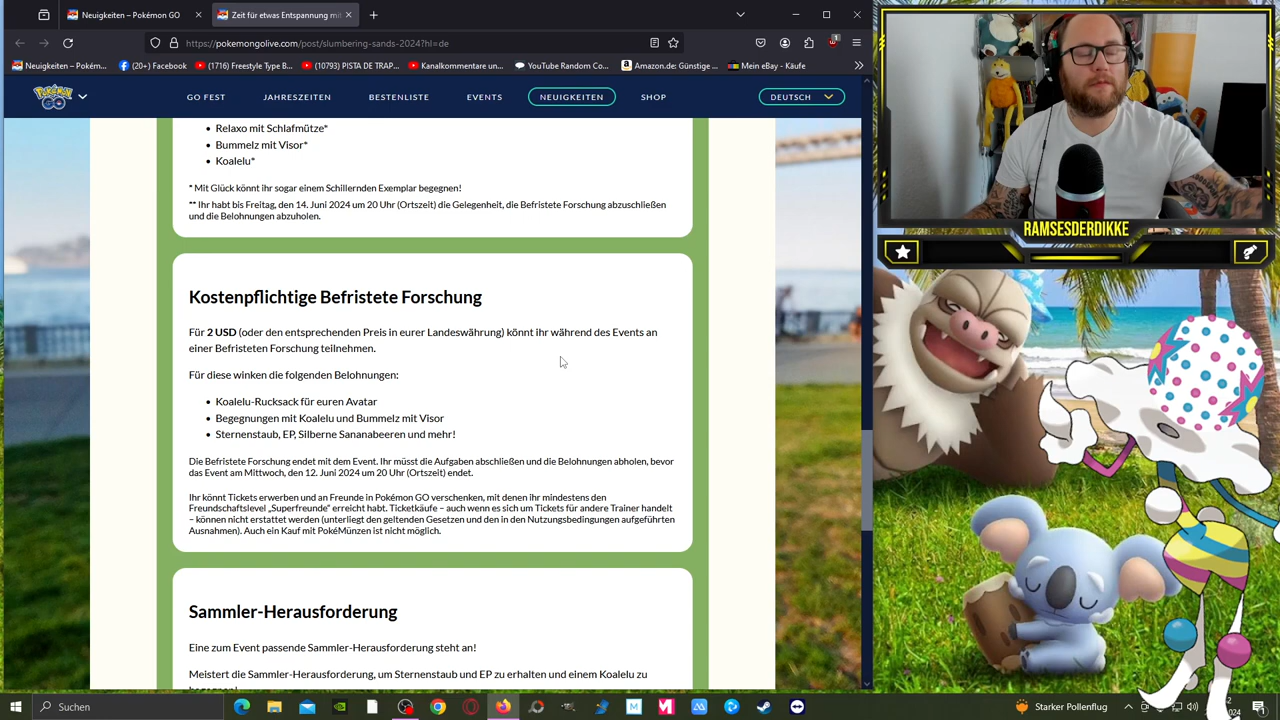 Neuigkeiten – Pokémon GO
Zeit für etwas Entspannung mi
https://pokemongolive.com/post/slumbering-sands-2024?hl=de
Neuigkeiten – Pokém...
(20+) Facebook
(1716) Freestyle Type B...
(10793) PISTA DE TRAP...
Kanalkommentare un...
YouTube Random Co...
Amazon.de: Günstige ...
Mein eBay - Käufe
GO FEST
JAHRESZEITEN
BESTENLISTE
EVENTS
NEUIGKEITEN
SHOP
DEUTSCH
Relaxo mit Schlafmütze*
Bummelz mit Visor*
Koalelu*
* Mit Glück könnt ihr sogar einem Schillernden Exemplar begegnen!
** Ihr habt bis Freitag, den 14. Juni 2024 um 20 Uhr (Ortszeit) die Gelegenheit, die Befristete Forschung abzuschließen
und die Belohnungen abzuholen.
Kostenpflichtige Befristete Forschung
Für 2 USD (oder den entsprechenden Preis in eurer Landeswährung) könnt ihr während des Events an
einer Befristeten Forschung teilnehmen.
Für diese winken die folgenden Belohnungen:
Koalelu-Rucksack für euren Avatar
Begegnungen mit Koalelu und Bummelz mit Visor
Sternenstaub, EP, Silberne Sananabeeren und mehr!
Die Befristete Forschung endet mit dem Event. Ihr müsst die Aufgaben abschließen und die Belohnungen abholen, bevor
das Event am Mittwoch, den 12. Juni 2024 um 20 Uhr (Ortszeit) endet.
Ihr könnt Tickets erwerben und an Freunde in Pokémon GO verschenken, mit denen ihr mindestens den
Freundschaftslevel „Superfreunde“ erreicht habt. Ticketkäufe – auch wenn es sich um Tickets für andere Trainer handelt
– können nicht erstattet werden (unterliegt den geltenden Gesetzen und den in den Nutzungsbedingungen aufgeführten
Ausnahmen). Auch ein Kauf mit PokéMünzen ist nicht möglich.
Sammler-Herausforderung
Eine zum Event passende Sammler-Herausforderung steht an!
Meistert die Sammler-Herausforderung, um Sternenstaub und EP zu erhalten und einem Koalelu zu
RAMSESDERDIKKE
Suchen
Starker Pollenflug